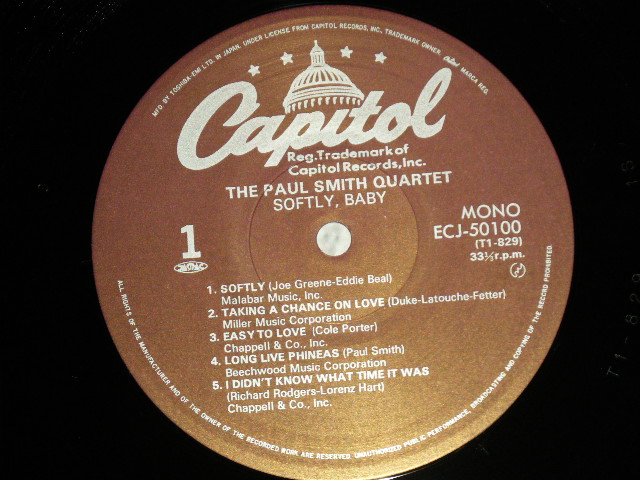 MFD. BY TOSHIBA-EMI LTD. IN JAPAN, UNDER LICENSE FROM CAPITOL RECORDS, INC., TRADEMARK OWNER. Capitol MARCA REG.
Capitol
Reg. Trademark of
Capitol Records, Inc.
THE PAUL SMITH QUARTET
SOFTLY, BABY
1
MONO
ECJ-50100
(T1-829)
33⅓ r.p.m.
1. SOFTLY (Joe Greene-Eddie Beal)
Malabar Music, Inc.
2. TAKING A CHANCE ON LOVE (Duke-Latouche-Fetter)
Miller Music Corporation
3. EASY TO LOVE (Cole Porter)
Chappell & Co., Inc.
4. LONG LIVE PHINEAS (Paul Smith)
Beechwood Music Corporation
5. I DIDN'T KNOW WHAT TIME IT WAS
(Richard Rodgers-Lorenz Hart)
Chappell & Co., Inc.
ALL RIGHTS OF THE MANUFACTURER AND OF THE OWNER OF THE RECORDED WORK ARE RESERVED. UNAUTHORIZED PUBLIC PERFORMANCE, BROADCASTING AND COPYING OF THE RECORD PROHIBITED.